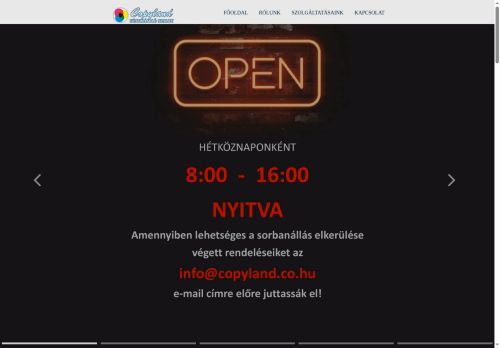 Copyland
FŐOLDAL RÓLUNK SZOLGÁLTATÁSAINK KAPCSOLAT
OPEN
HÉTKÖZNAPONKÉNT
8:00 - 16:00
NYITVA
Amennyiben lehetséges a sorbanállás elkerülése
végett rendeléseiket az
info@copyland.co.hu
e-mail címre előre juttassák el!